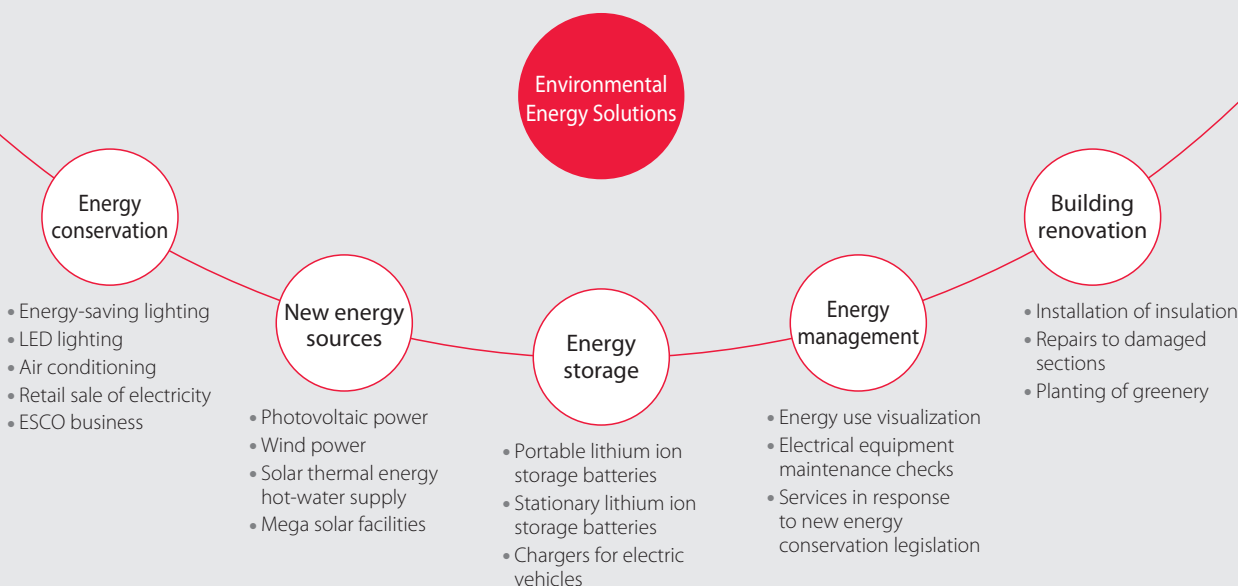 Environmental
Energy Solutions
Energy
conservation
• Energy-saving lighting
• LED lighting
• Air conditioning
• Retail sale of electricity
• ESCO business
New energy
sources
• Photovoltaic power
• Wind power
• Solar thermal energy
hot-water supply
• Mega solar facilities
Energy
storage
• Portable lithium ion
storage batteries
• Stationary lithium ion
storage batteries
• Chargers for electric
vehicles
Energy
management
• Energy use visualization
• Electrical equipment
maintenance checks
• Services in response
to new energy
conservation legislation
Building
renovation
• Installation of insulation
• Repairs to damaged
sections
• Planting of greenery